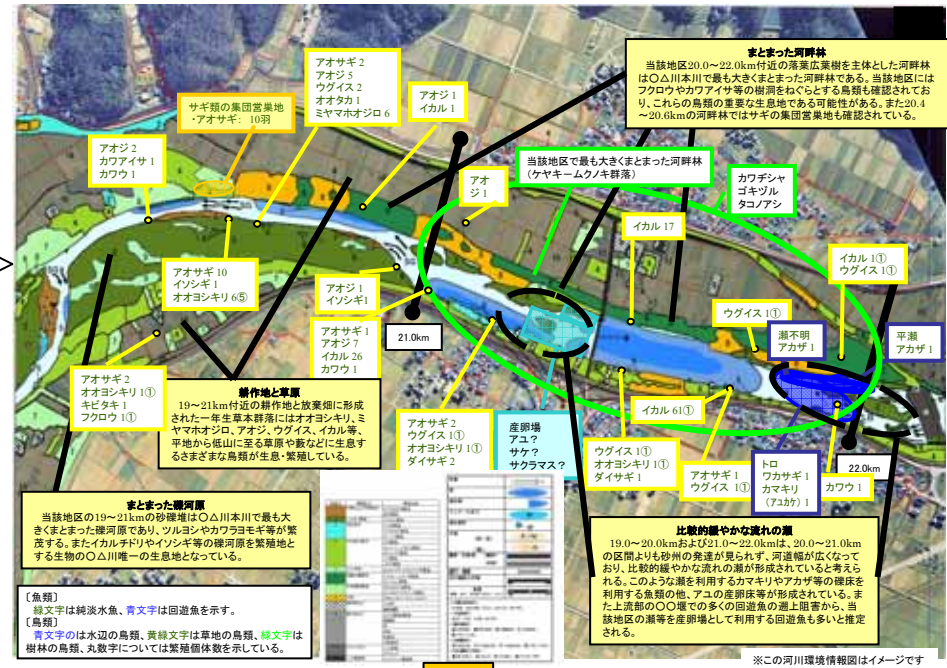 まとまった河畔林
当該地区20.0～22.0km付近の落葉広葉樹を主体とした河畔林
は〇△川本川で最も大きくまとまった河畔林である。当該地区には
フクロウやカワアイサ等の樹洞をねぐらとする鳥類も確認されてお
り、これらの鳥類の重要な生息地である可能性がある。また20.4
～20.6kmの河畔林ではサギの集団営巣地も確認されている。
アオサギ 2
アオジ 5
ウグイス 2
オオタカ 1
ミヤマホオジロ 6
アオジ 1
イカル 1
サギ類の集団営巣地
・アオサギ： 10羽
アオジ 2
カワアイサ 1
カワウ 1
アオ
ジ 1
当該地区で最も大きくまとまった河畔林
（ケヤキームクノキ群落）
カワヂシャ
ゴキヅル
タコノアシ
イカル 17
イカル 1①
ウグイス 1①
アオサギ 10
イソシギ 1
オオヨシキリ 6⑤
アオジ 1
イソシギ1
アオサギ 1
アオジ 7
イカル 26
カワウ 1
21.0km
ウグイス 1①
瀬不明
アカザ 1
平瀬
アカザ 1
アオサギ 2
オオヨシキリ 1①
キビタキ 1
フクロウ 1①
耕作地と草原
19～21km付近の耕作地と放棄畑に形成
された一年生草本群落にはオオヨシキリ、ミ
ヤマホオジロ、アオジ、ウグイス、イカル等、
平地から低山に至る草原や藪などに生息す
るさまざまな鳥類が生息・繁殖している。
アオサギ 2
ウグイス 1①
オオヨシキリ 1①
ダイサギ 2
産卵場
アユ？
サケ？
サクラマス？
イカル 61①
ウグイス 1①
オオヨシキリ 1①
ダイサギ 1
アオサギ 1
ウグイス 1①
トロ
ワカサギ 1
カマキリ
（アユカケ）1
カワウ 1
22.0km
まとまった礫河原
当該地区の19～21kmの砂礫堆は〇△川本川で最も大
きくまとまった礫河原であり、ツルヨシやカワラヨモギ等が繁
茂する。またイカルチドリやイソシギ等の礫河原を繁殖地と
する生物の〇△川唯一の生息地となっている。
比較的緩やかな流れの瀬
19.0～20.0kmおよび21.0～22.0kmは、20.0～21.0km
の区間よりも砂州の発達が見られず、河道幅が広くなって
おり、比較的緩やかな流れの瀬が形成されていると考えら
れる。このような瀬を利用するカマキリやアカザ等の礫床を
利用する魚類の他、アユの産卵床等が形成されている。ま
た上流部の〇〇堰での多くの回遊魚の遡上阻害から、当
該地区の瀬等を産卵場として利用する回遊魚も多いと推定
される。
［魚類］
緑文字は純淡水魚、青文字は回遊魚を示す。
［鳥類］
青文字のは水辺の鳥類、黄緑文字は草地の鳥類、緑文字は
樹林の鳥類、丸数字については繁殖個体数を示している。
※この河川環境情報図はイメージです